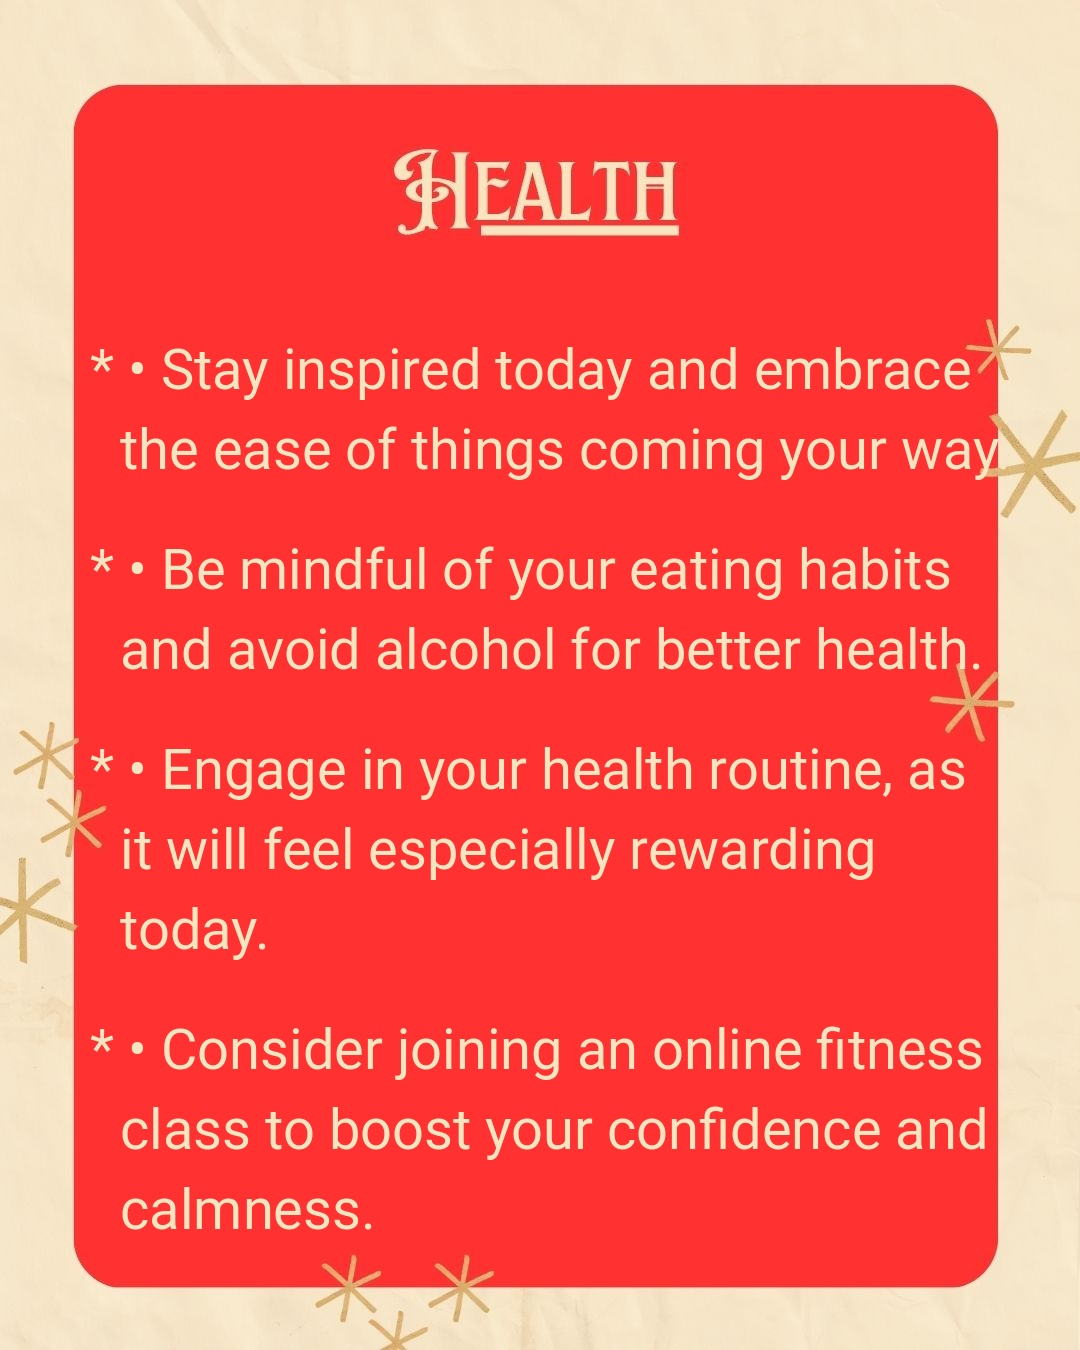 Health
* • Stay inspired today and embrace
the ease of things coming your way
* • Be mindful of your eating habits
and avoid alcohol for better health.
* • Engage in your health routine, as
it will feel especially rewarding
today.
* • Consider joining an online fitness
class to boost your confidence and
calmness.